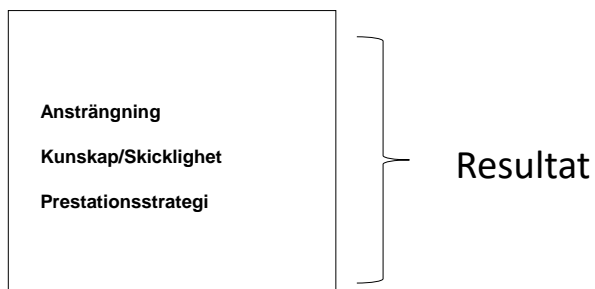 Ansträngning
Kunskap/Skicklighet
Prestationsstrategi
Resultat